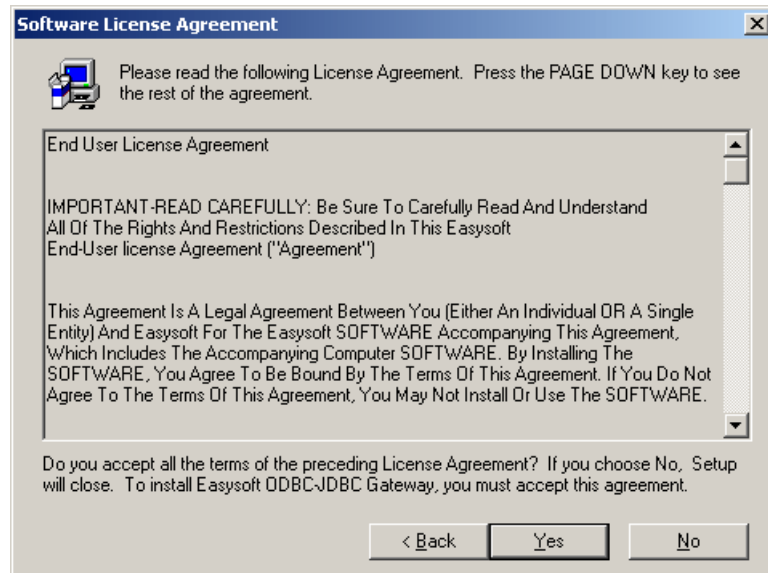 Software License Agreement
Please read the following License Agreement. Press the PAGE DOWN key to see
the rest of the agreement.
End User License Agreement
IMPORTANT-READ CAREFULLY: Be Sure To Carefully Read And Understand
All Of The Rights And Restrictions Described In This Easysoft
End-User license Agreement ("Agreement")
This Agreement Is A Legal Agreement Between You (Either An Individual OR A Single
Entity) And Easysoft For The Easysoft SOFTWARE Accompanying This Agreement,
Which Includes The Accompanying Computer SOFTWARE. By Installing The
SOFTWARE, You Agree To Be Bound By The Terms Of This Agreement. If You Do Not
Agree To The Terms Of This Agreement, You May Not Install Or Use The SOFTWARE.
Do you accept all the terms of the preceding License Agreement? If you choose No, Setup
will close. To install Easysoft ODBC-JDBC Gateway, you must accept this agreement.
< Back
Yes
No